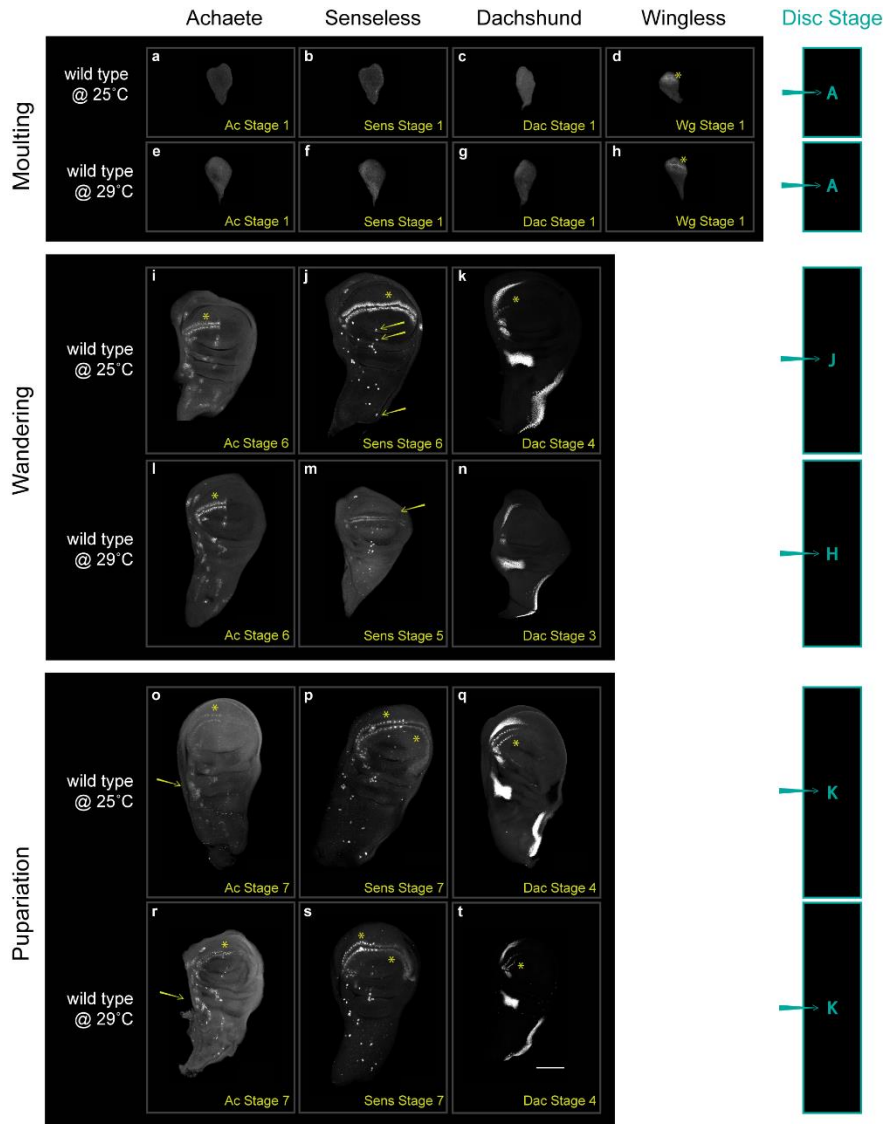 Achaete Senseless Dachshund Wingless Disc Stage
Moulting
wild type
@ 25˚C
a b c d
* 
Ac Stage 1 Sens Stage 1 Dac Stage 1 Wg Stage 1
A
wild type
@ 29˚C
e f g h
*
Ac Stage 1 Sens Stage 1 Dac Stage 1 Wg Stage 1
A
Wandering
wild type
@ 25˚C
i j k
* * *
Ac Stage 6 Sens Stage 6 Dac Stage 4
J
wild type
@ 29˚C
l m n
*
Ac Stage 6 Sens Stage 5 Dac Stage 3
H
Pupariation
wild type
@ 25˚C
o p q
* * * *
Ac Stage 7 Sens Stage 7 Dac Stage 4
K
wild type
@ 29˚C
r s t
* * * *
Ac Stage 7 Sens Stage 7 Dac Stage 4
K